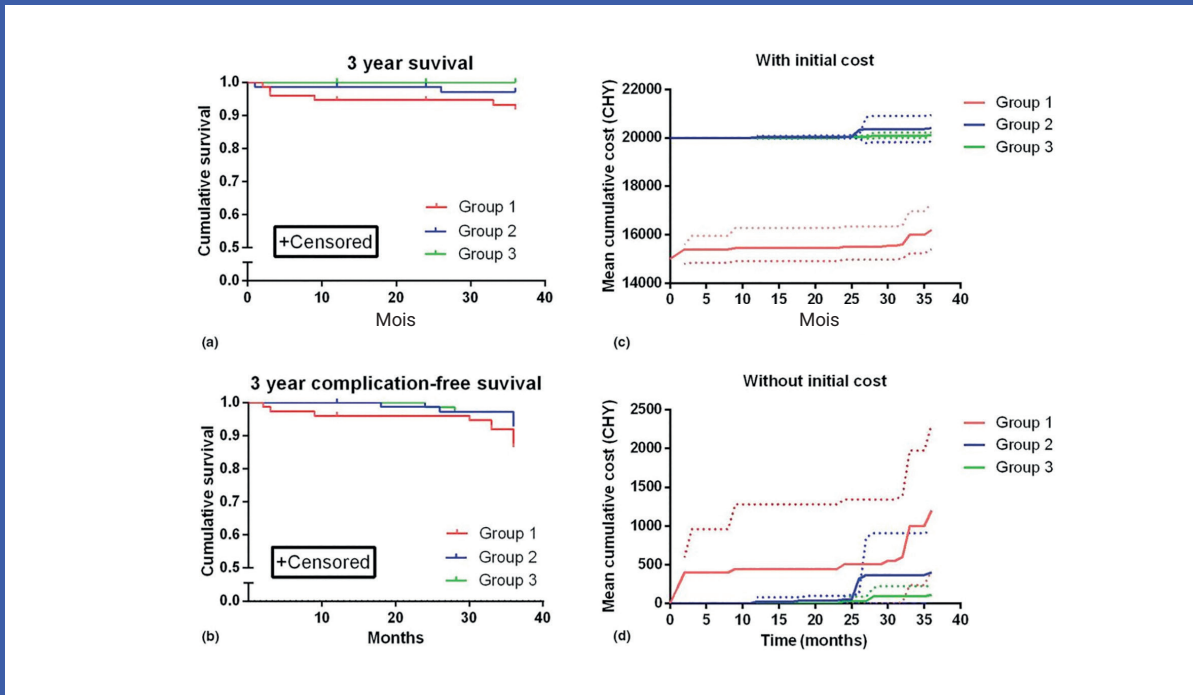 3 year suvival
Cumulative survival
1.0
0.9
0.8
0.7
0.6
0.5
0.0
0
10
20
30
40
Group 1
Group 2
Group 3
+Censored
Mois
(a)
With initial cost
Mean cumulative cost (CHY)
22000
20000
18000
16000
14000
0
5
10
15
20
25
30
35
40
Group 1
Group 2
Group 3
Mois
(c)
3 year complication-free suvival
Cumulative survival
1.0
0.9
0.8
0.7
0.6
0.5
0.0
10
20
30
40
Group 1
Group 2
Group 3
+Censored
Months
(b)
Without initial cost
Mean cumulative cost (CHY)
2500
2000
1500
1000
500
0
0
5
10
15
20
25
30
35
40
Group 1
Group 2
Group 3
Time (months)
(d)